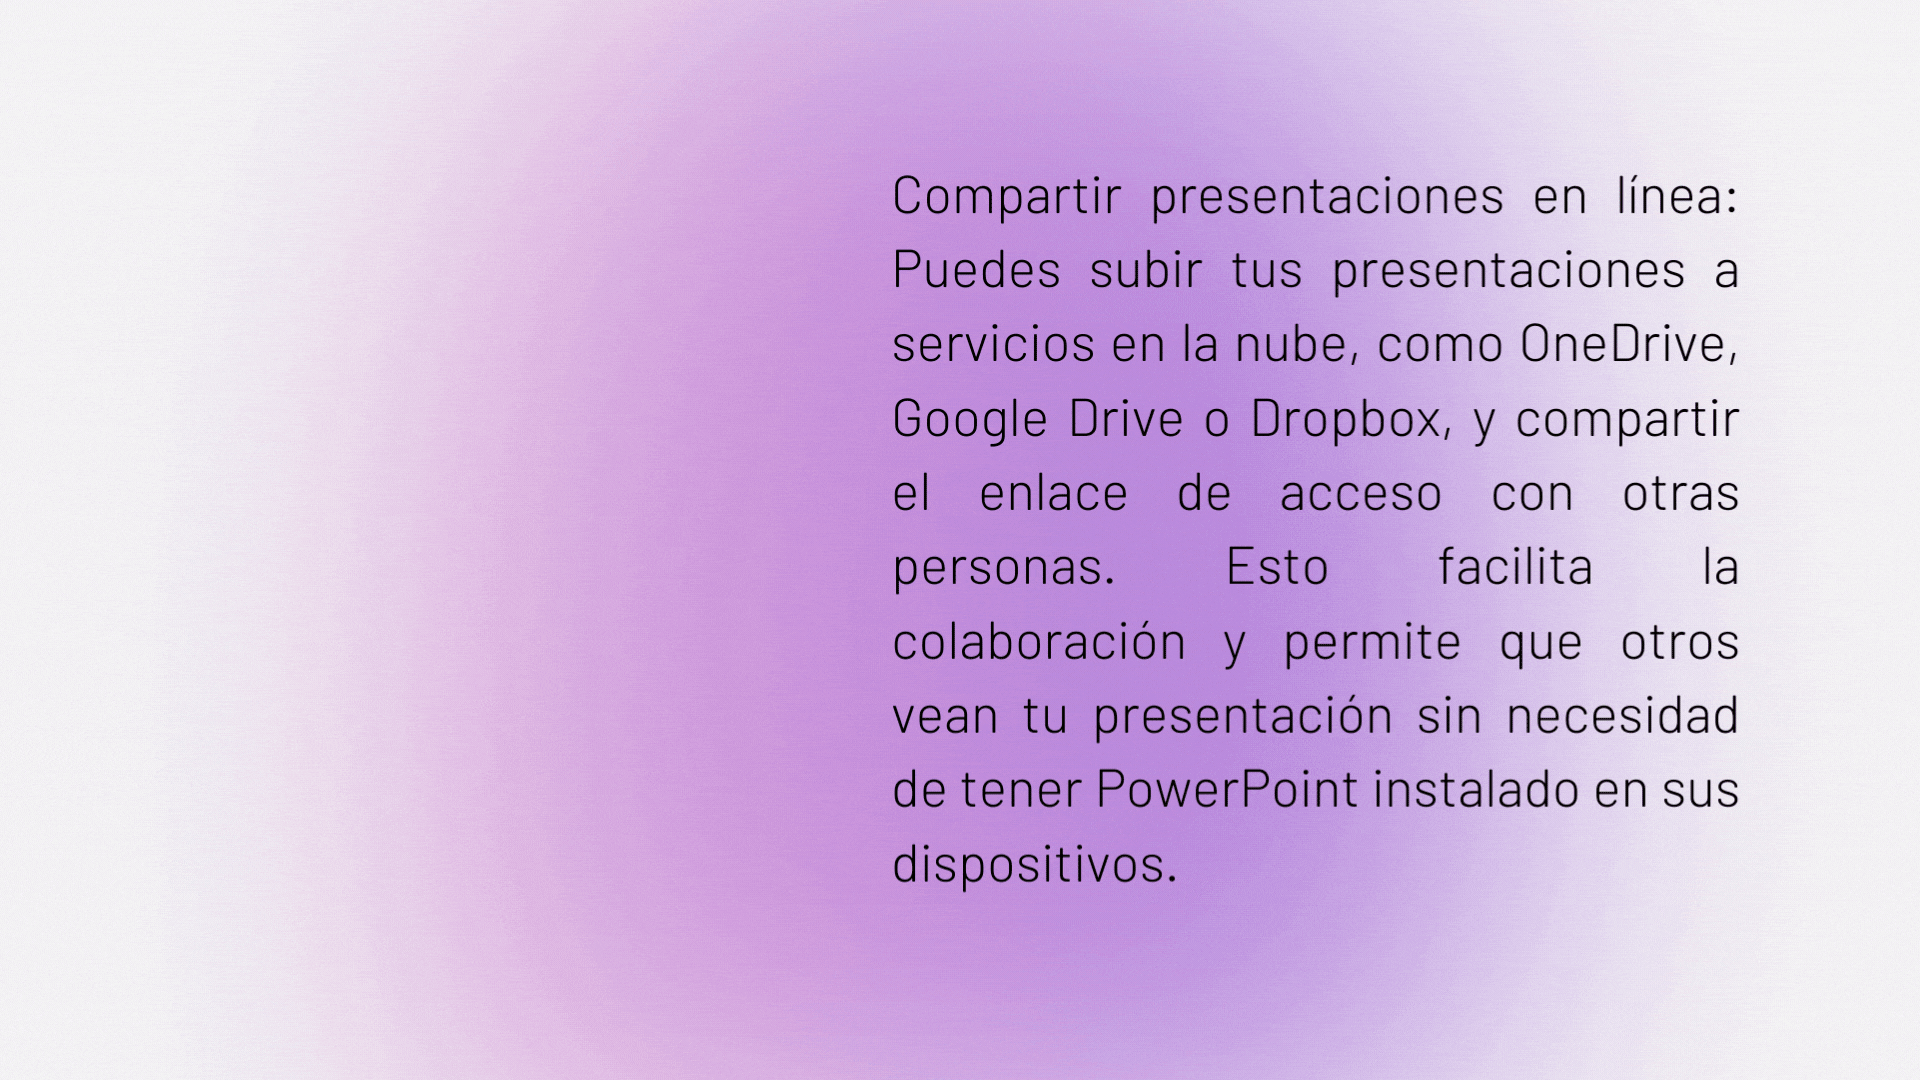 Compartir presentaciones en línea:
Puedes subir tus presentaciones a
servicios en la nube, como OneDrive,
Google Drive o Dropbox, y compartir
el enlace de acceso con otras
personas. Esto facilita la
colaboración y permite que otros
vean tu presentación sin necesidad
de tener PowerPoint instalado en sus
dispositivos.